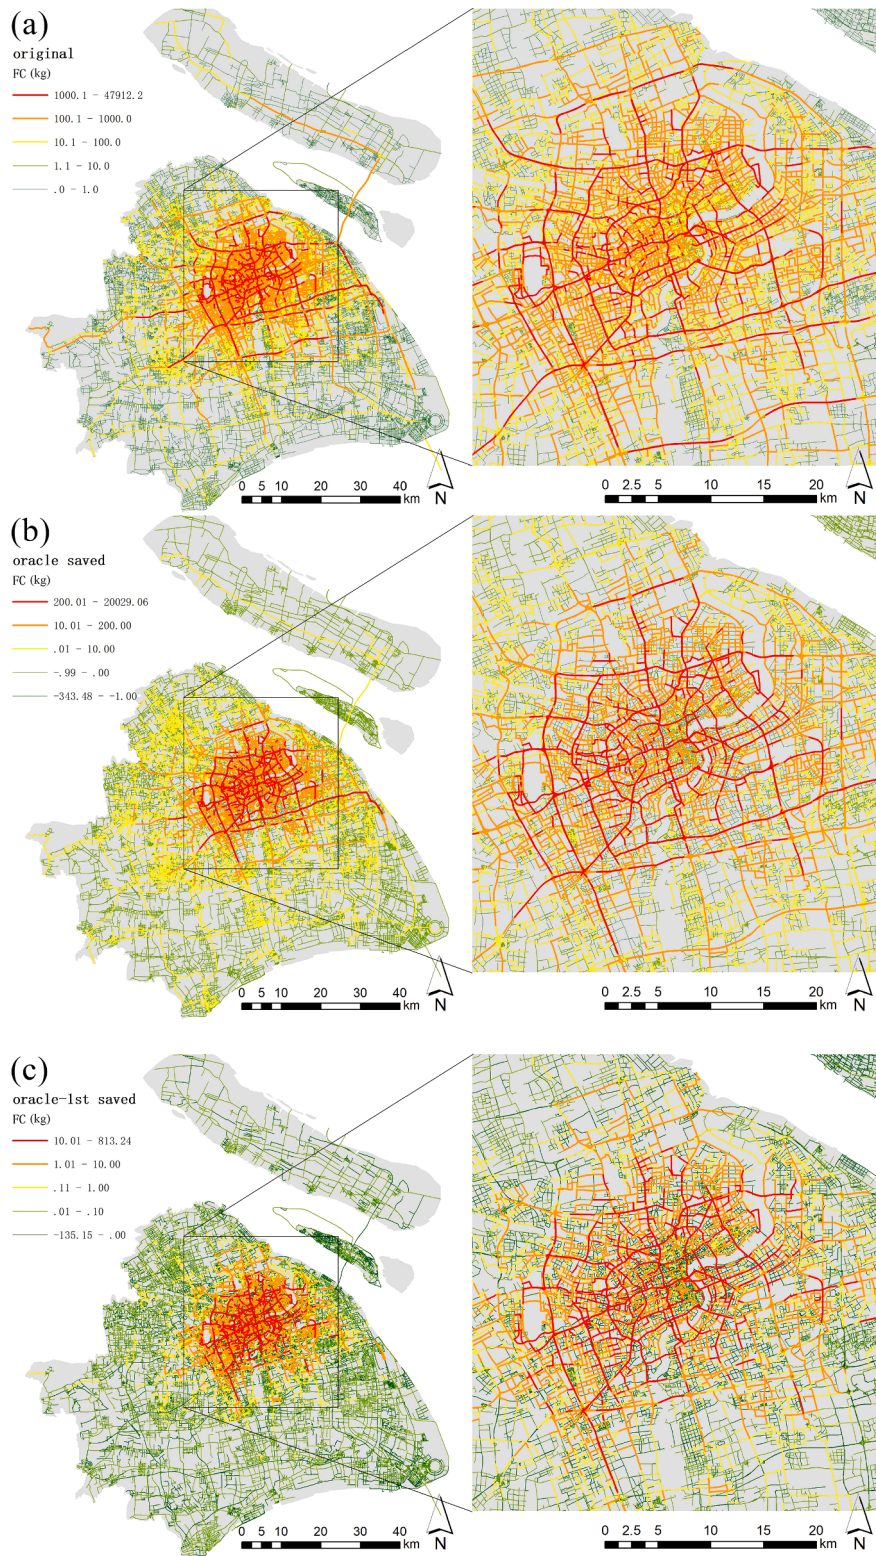 (a)
original
FC (kg)
1000.1 - 47912.2
100.1 - 1000.0
10.1 - 100.0
1.1 - 10.0
.0 - 1.0
0 5 10 20 30 40
km
N
0 2.5 5 10 15 20
km
N
(b)
oracle saved
FC (kg)
200.01 - 20029.06
10.01 - 200.00
.01 - 10.00
-.99 - .00
-343.48 - -1.00
0 5 10 20 30 40
km
N
0 2.5 5 10 15 20
km
N
(c)
oracle-1st saved
FC (kg)
10.01 - 813.24
1.01 - 10.00
.11 - 1.00
.01 - .10
-135.15 - .00
0 5 10 20 30 40
km
N
0 2.5 5 10 15 20
km
N